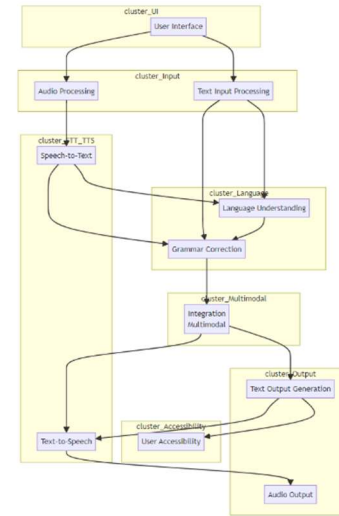 cluster_UI
User Interface
cluster_Input
Audio Processing
Text Input Processing
cluster_STT_TTS
Speech-to-Text
cluster_Language
Language Understanding
Grammar Correction
cluster_Multimodal
Integration
Multimodal
cluster_Output
Text Output Generation
cluster_Accessibility
Text-to-Speech
User Accessibility
Audio Output